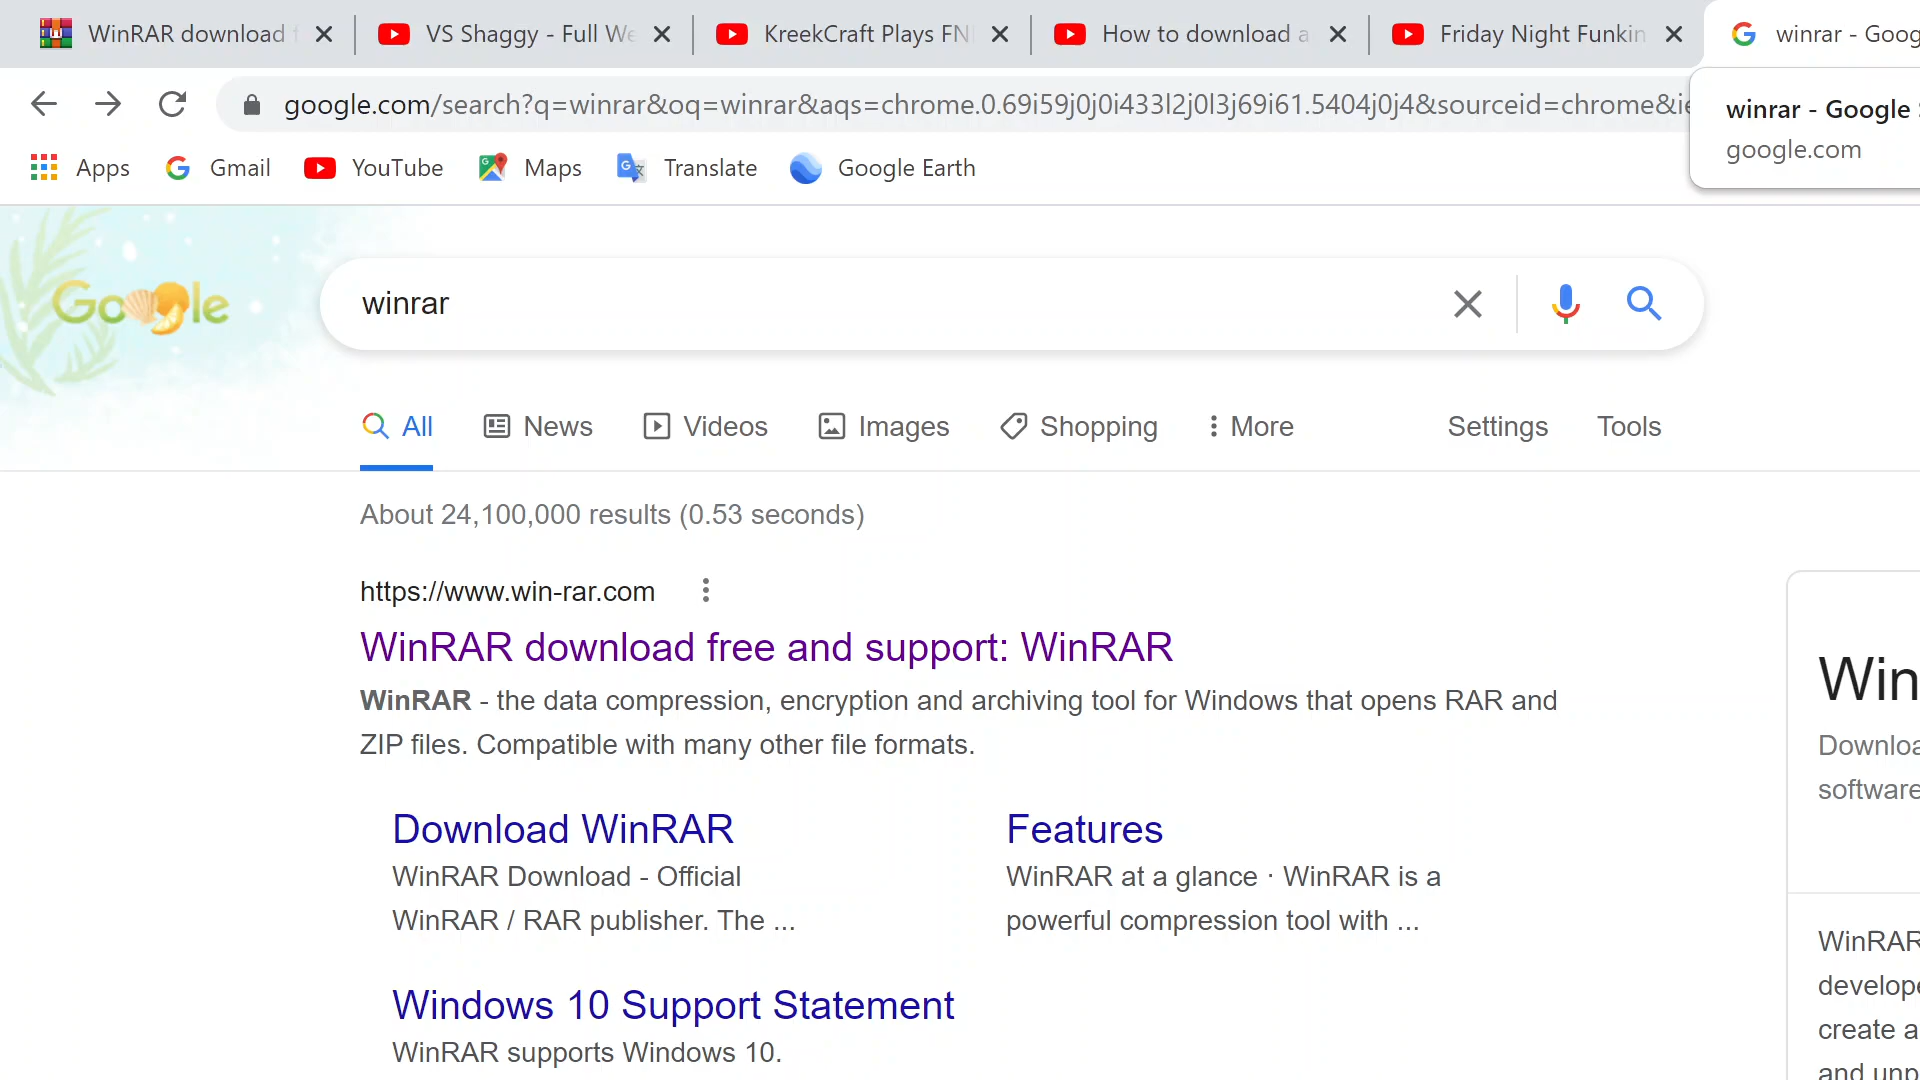 WinRAR download
VS Shaggy - Full We
KreekCraft Plays FN
How to download a
Friday Night Funkin
winrar - Goog
google.com/search?q=winrar&oq=winrar&aqs=chrome.0.69i59j0j0i433l2j0l3j69i61.5404j0j4&sourceid=chrome&ie
winrar - Google
google.com
Apps
Gmail
YouTube
Maps
Translate
Google Earth
Google
winrar
All
News
Videos
Images
Shopping
More
Settings
Tools
About 24,100,000 results (0.53 seconds)
https://www.win-rar.com
WinRAR download free and support: WinRAR
WinRAR - the data compression, encryption and archiving tool for Windows that opens RAR and
ZIP files. Compatible with many other file formats.
Download WinRAR
WinRAR Download - Official
WinRAR / RAR publisher. The ...
Features
WinRAR at a glance · WinRAR is a
powerful compression tool with ...
Windows 10 Support Statement
WinRAR supports Windows 10.
Win
Downloa
software
WinRAR
develope
create a
and unp